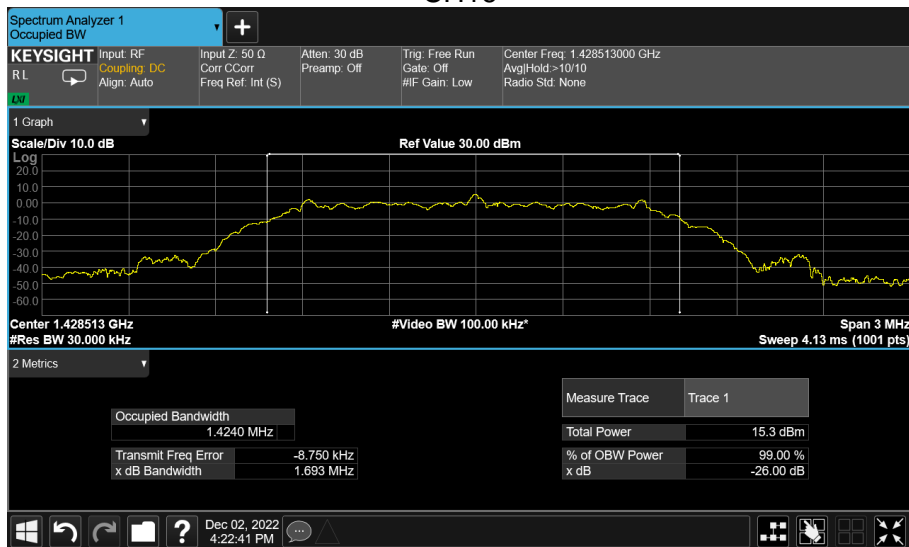 Spectrum Analyzer 1
Occupied BW
+
KEYSIGHT
RL
LXI
Input: RF
Coupling: DC
Align: Auto
Input Z: 50 Ω
Corr CCorr
Freq Ref: Int (S)
Atten: 30 dB
Preamp: Off
Trig: Free Run
Gate: Off
#IF Gain: Low
Center Freq: 1.428513000 GHz
Avg|Hold:>10/10
Radio Std: None
1 Graph
Scale/Div 10.0 dB
Ref Value 30.00 dBm
Log
20.0
10.0
0.00
-10.0
-20.0
-30.0
-40.0
-50.0
-60.0
Center 1.428513 GHz
#Video BW 100.00 kHz*
Span 3 MHz
#Res BW 30.000 kHz
Sweep 4.13 ms (1001 pts)
2 Metrics
Occupied Bandwidth
1.4240 MHz
Transmit Freq Error -8.750 kHz
x dB Bandwidth 1.693 MHz
Measure Trace Trace 1
Total Power 15.3 dBm
% of OBW Power 99.00 %
x dB -26.00 dB
?
Dec 02, 2022
4:22:41 PM